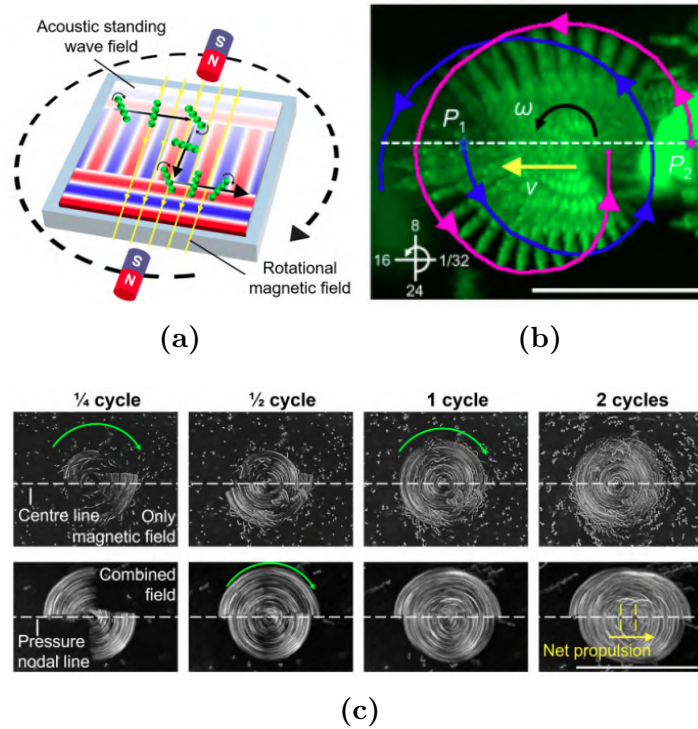 Acoustic standing
wave field
S
N
S
N
Rotational
magnetic field
(a)
P1
ω
P2
v
8
16
1/32
24
(b)
¼ cycle
½ cycle
1 cycle
2 cycles
Centre line
Only
magnetic field
Combined
field
Pressure
nodal line
Net propulsion
(c)